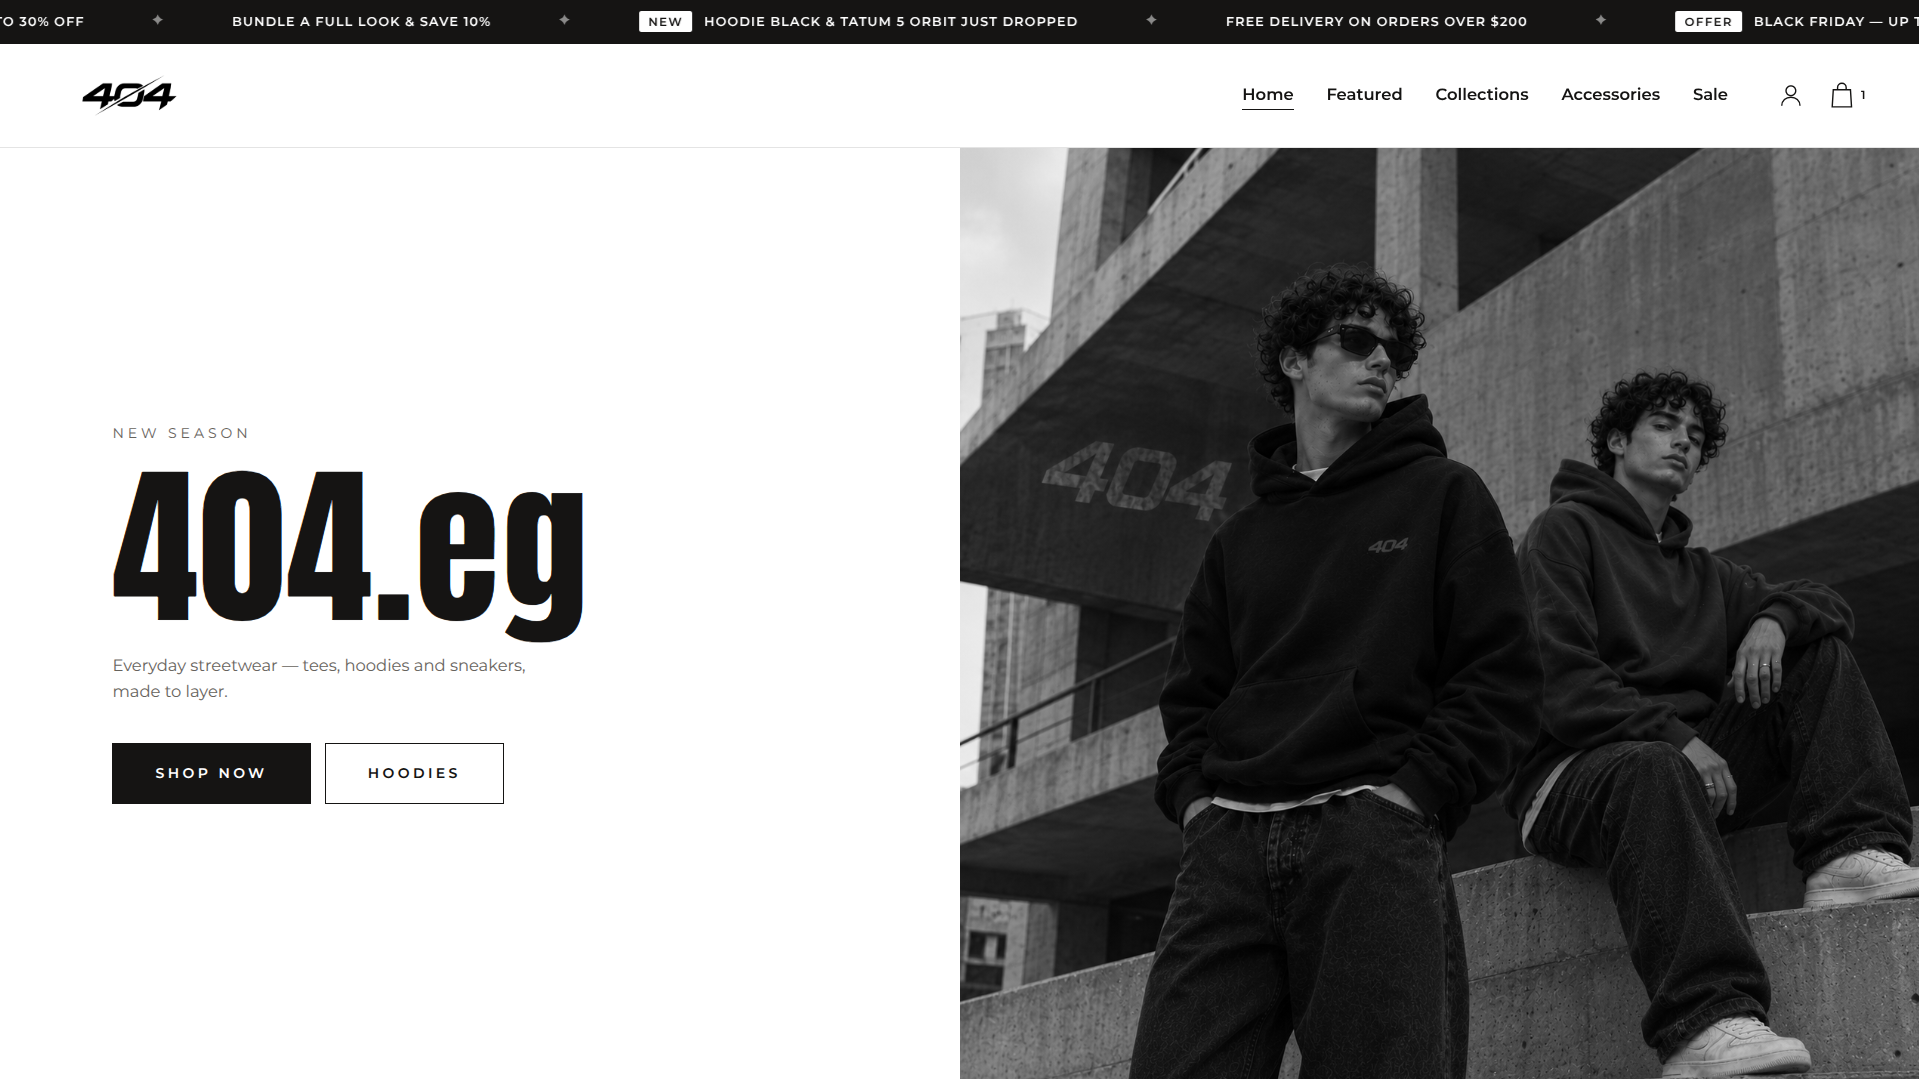 TO 30% OFF ✦ BUNDLE A FULL LOOK & SAVE 10% ✦ NEW HOODIE BLACK & TATUM 5 ORBIT JUST DROPPED ✦ FREE DELIVERY ON ORDERS OVER $200 ✦ OFFER BLACK FRIDAY — UP
404
Home Featured Collections Accessories Sale 1
NEW SEASON
404.eg
Everyday streetwear — tees, hoodies and sneakers,
made to layer.
SHOP NOW HOODIES
404
404